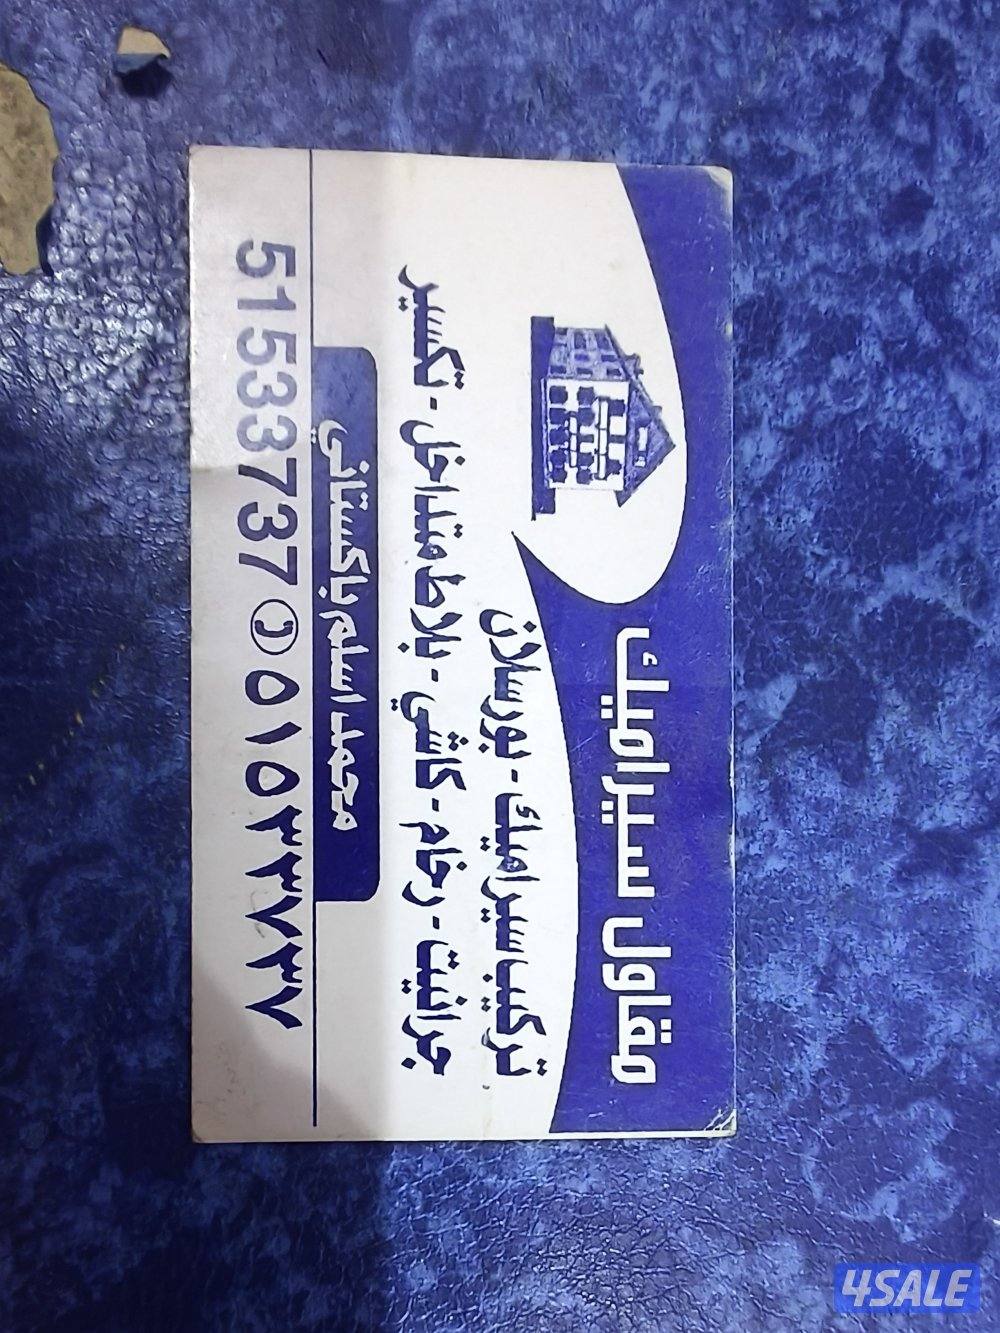 مقاول سيراميك
تركيب سيراميك - بورسلان
جرانيت - رخام - كاشي - بلاط متداخل - تكسير
محمد اسلم باكستاني
51533737 ٥١٥٣٣٧٣٧
4SALE